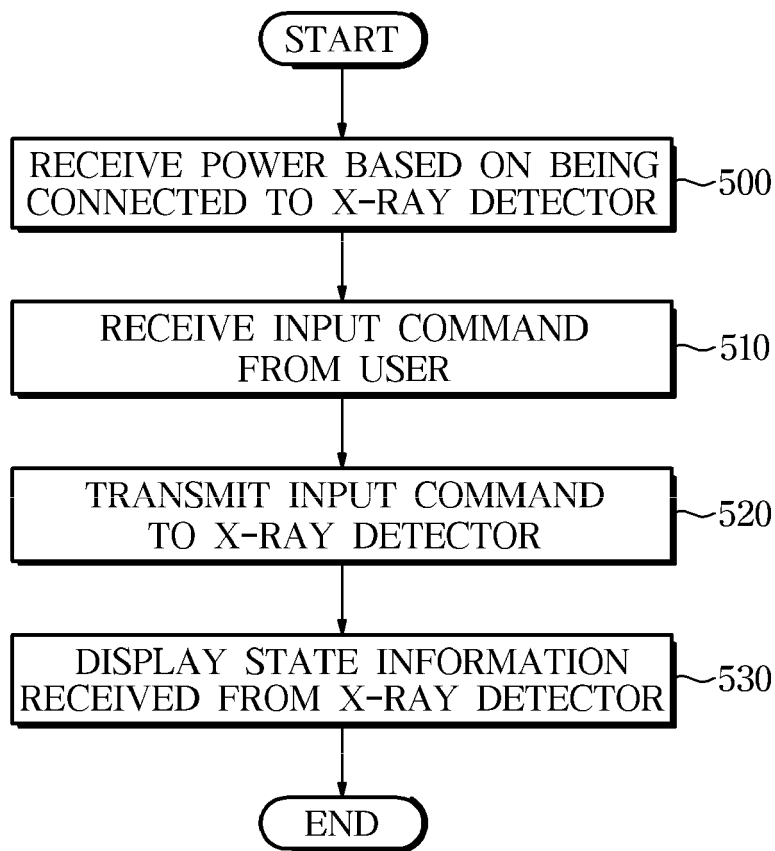 START
RECEIVE POWER BASED ON BEING
CONNECTED TO X-RAY DETECTOR
500
RECEIVE INPUT COMMAND
FROM USER
510
TRANSMIT INPUT COMMAND
TO X-RAY DETECTOR
520
DISPLAY STATE INFORMATION
RECEIVED FROM X-RAY DETECTOR
530
END